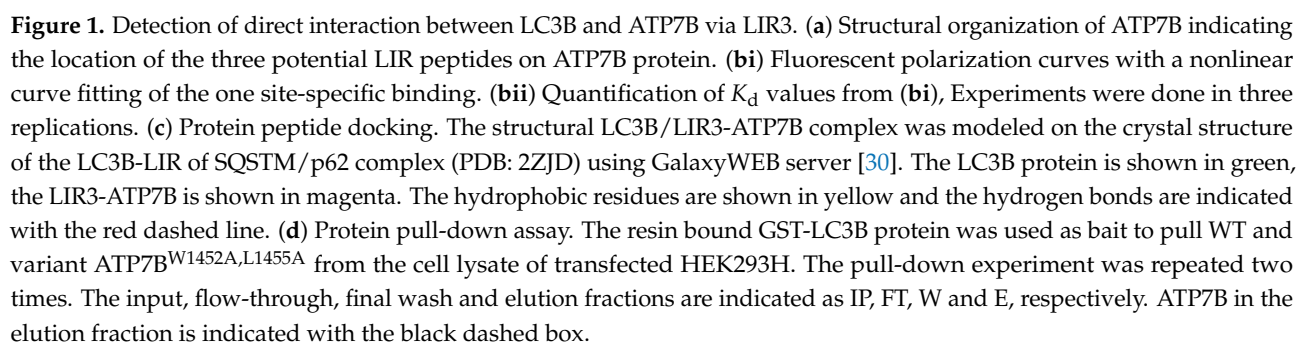 Figure 1. Detection of direct interaction between LC3B and ATP7B via LIR3. (a) Structural organization of ATP7B indicating
the location of the three potential LIR peptides on ATP7B protein. (bi) Fluorescent polarization curves with a nonlinear
curve fitting of the one site-specific binding. (bii) Quantification of Kd values from (bi), Experiments were done in three
replications. (c) Protein peptide docking. The structural LC3B/LIR3-ATP7B complex was modeled on the crystal structure
of the LC3B-LIR of SQSTM/p62 complex (PDB: 2ZJD) using GalaxyWEB server [30]. The LC3B protein is shown in green,
the LIR3-ATP7B is shown in magenta. The hydrophobic residues are shown in yellow and the hydrogen bonds are indicated
with the red dashed line. (d) Protein pull-down assay. The resin bound GST-LC3B protein was used as bait to pull WT and
variant ATP7BW1452A,L1455A from the cell lysate of transfected HEK293H. The pull-down experiment was repeated two
times. The input, flow-through, final wash and elution fractions are indicated as IP, FT, W and E, respectively. ATP7B in the
elution fraction is indicated with the black dashed box.